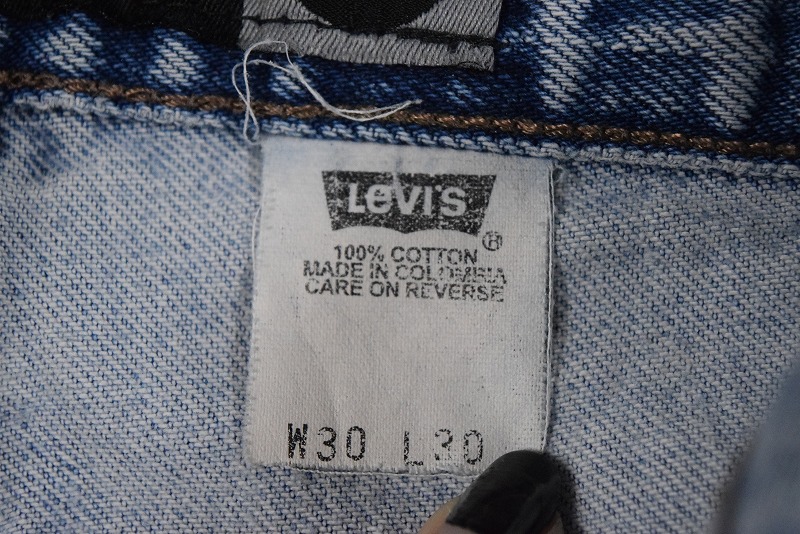 Levi's
®
100% COTTON
MADE IN COLOMBIA
CARE ON REVERSE
W30 L30